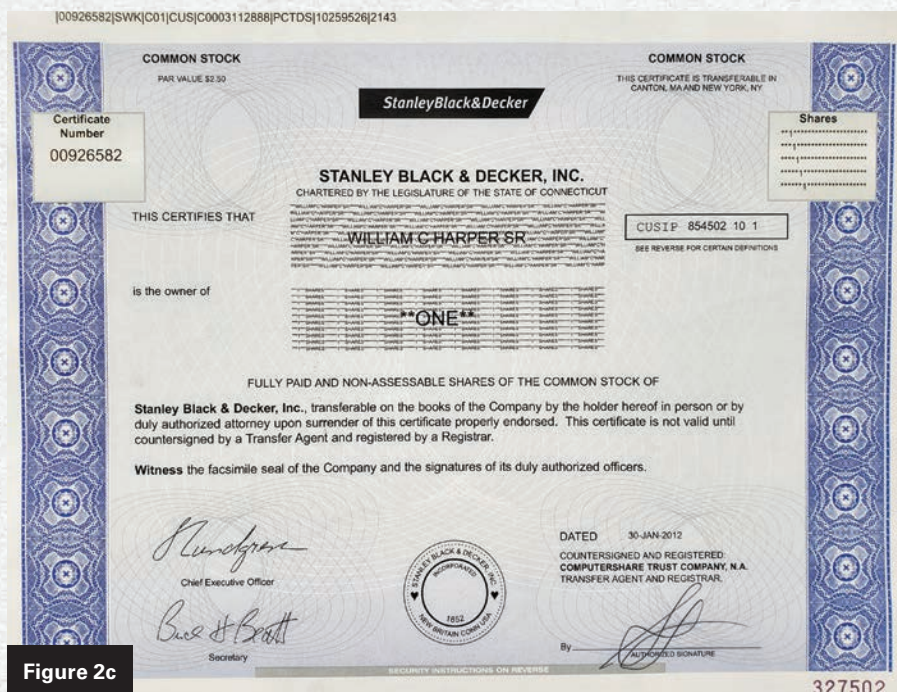 |00926582|SWK|C01|CUS|C0003112888|PCTDS|10259526|2143
COMMON STOCK
PAR VALUE $2.50
COMMON STOCK
THIS CERTIFICATE IS TRANSFERABLE IN
CANTON, MA AND NEW YORK, NY
StanleyBlack&Decker
Certificate
Number
00926582
Shares
STANLEY BLACK & DECKER, INC.
CHARTERED BY THE LEGISLATURE OF THE STATE OF CONNECTICUT
THIS CERTIFIES THAT
WILLIAM C HARPER SR
CUSIP 854502 10 1
SEE REVERSE FOR CERTAIN DEFINITIONS
is the owner of
**ONE**
FULLY PAID AND NON-ASSESSABLE SHARES OF THE COMMON STOCK OF
Stanley Black & Decker, Inc., transferable on the books of the Company by the holder hereof in person or by
duly authorized attorney upon surrender of this certificate properly endorsed. This certificate is not valid until
countersigned by a Transfer Agent and registered by a Registrar.
Witness the facsimile seal of the Company and the signatures of its duly authorized officers.
Chief Executive Officer
Secretary
STANLEY BLACK & DECKER, INC.
INCORPORATED
1852
NEW BRITAIN CONN USA
DATED 30-JAN-2012
COUNTERSIGNED AND REGISTERED:
COMPUTERSHARE TRUST COMPANY, N.A.
TRANSFER AGENT AND REGISTRAR,
By
AUTHORIZED SIGNATURE
SECURITY INSTRUCTIONS ON REVERSE
327502
Figure 2c